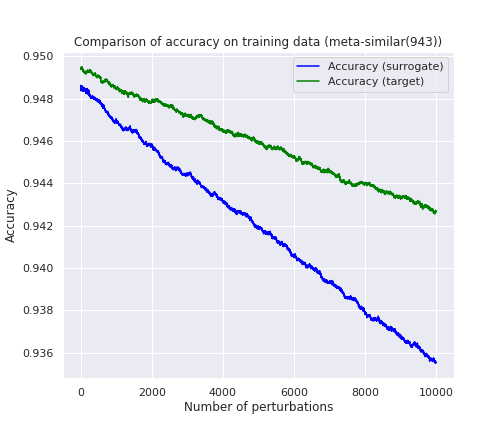 Comparison of accuracy on training data (meta-similar(943))
Accuracy (surrogate)
Accuracy (target)
0.950
0.948
0.946
0.944
0.942
0.940
0.938
0.936
Accuracy
0 2000 4000 6000 8000 10000
Number of perturbations